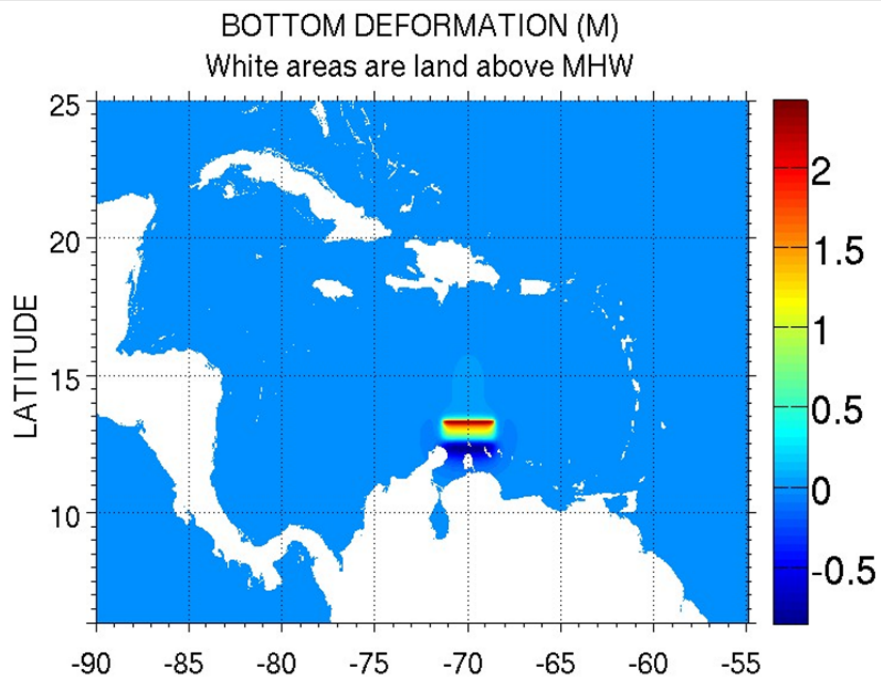 BOTTOM DEFORMATION (M)
White areas are land above MHW
25
20
15
10
LATITUDE
-90 -85 -80 -75 -70 -65 -60 -55
2
1.5
1
0.5
0
-0.5